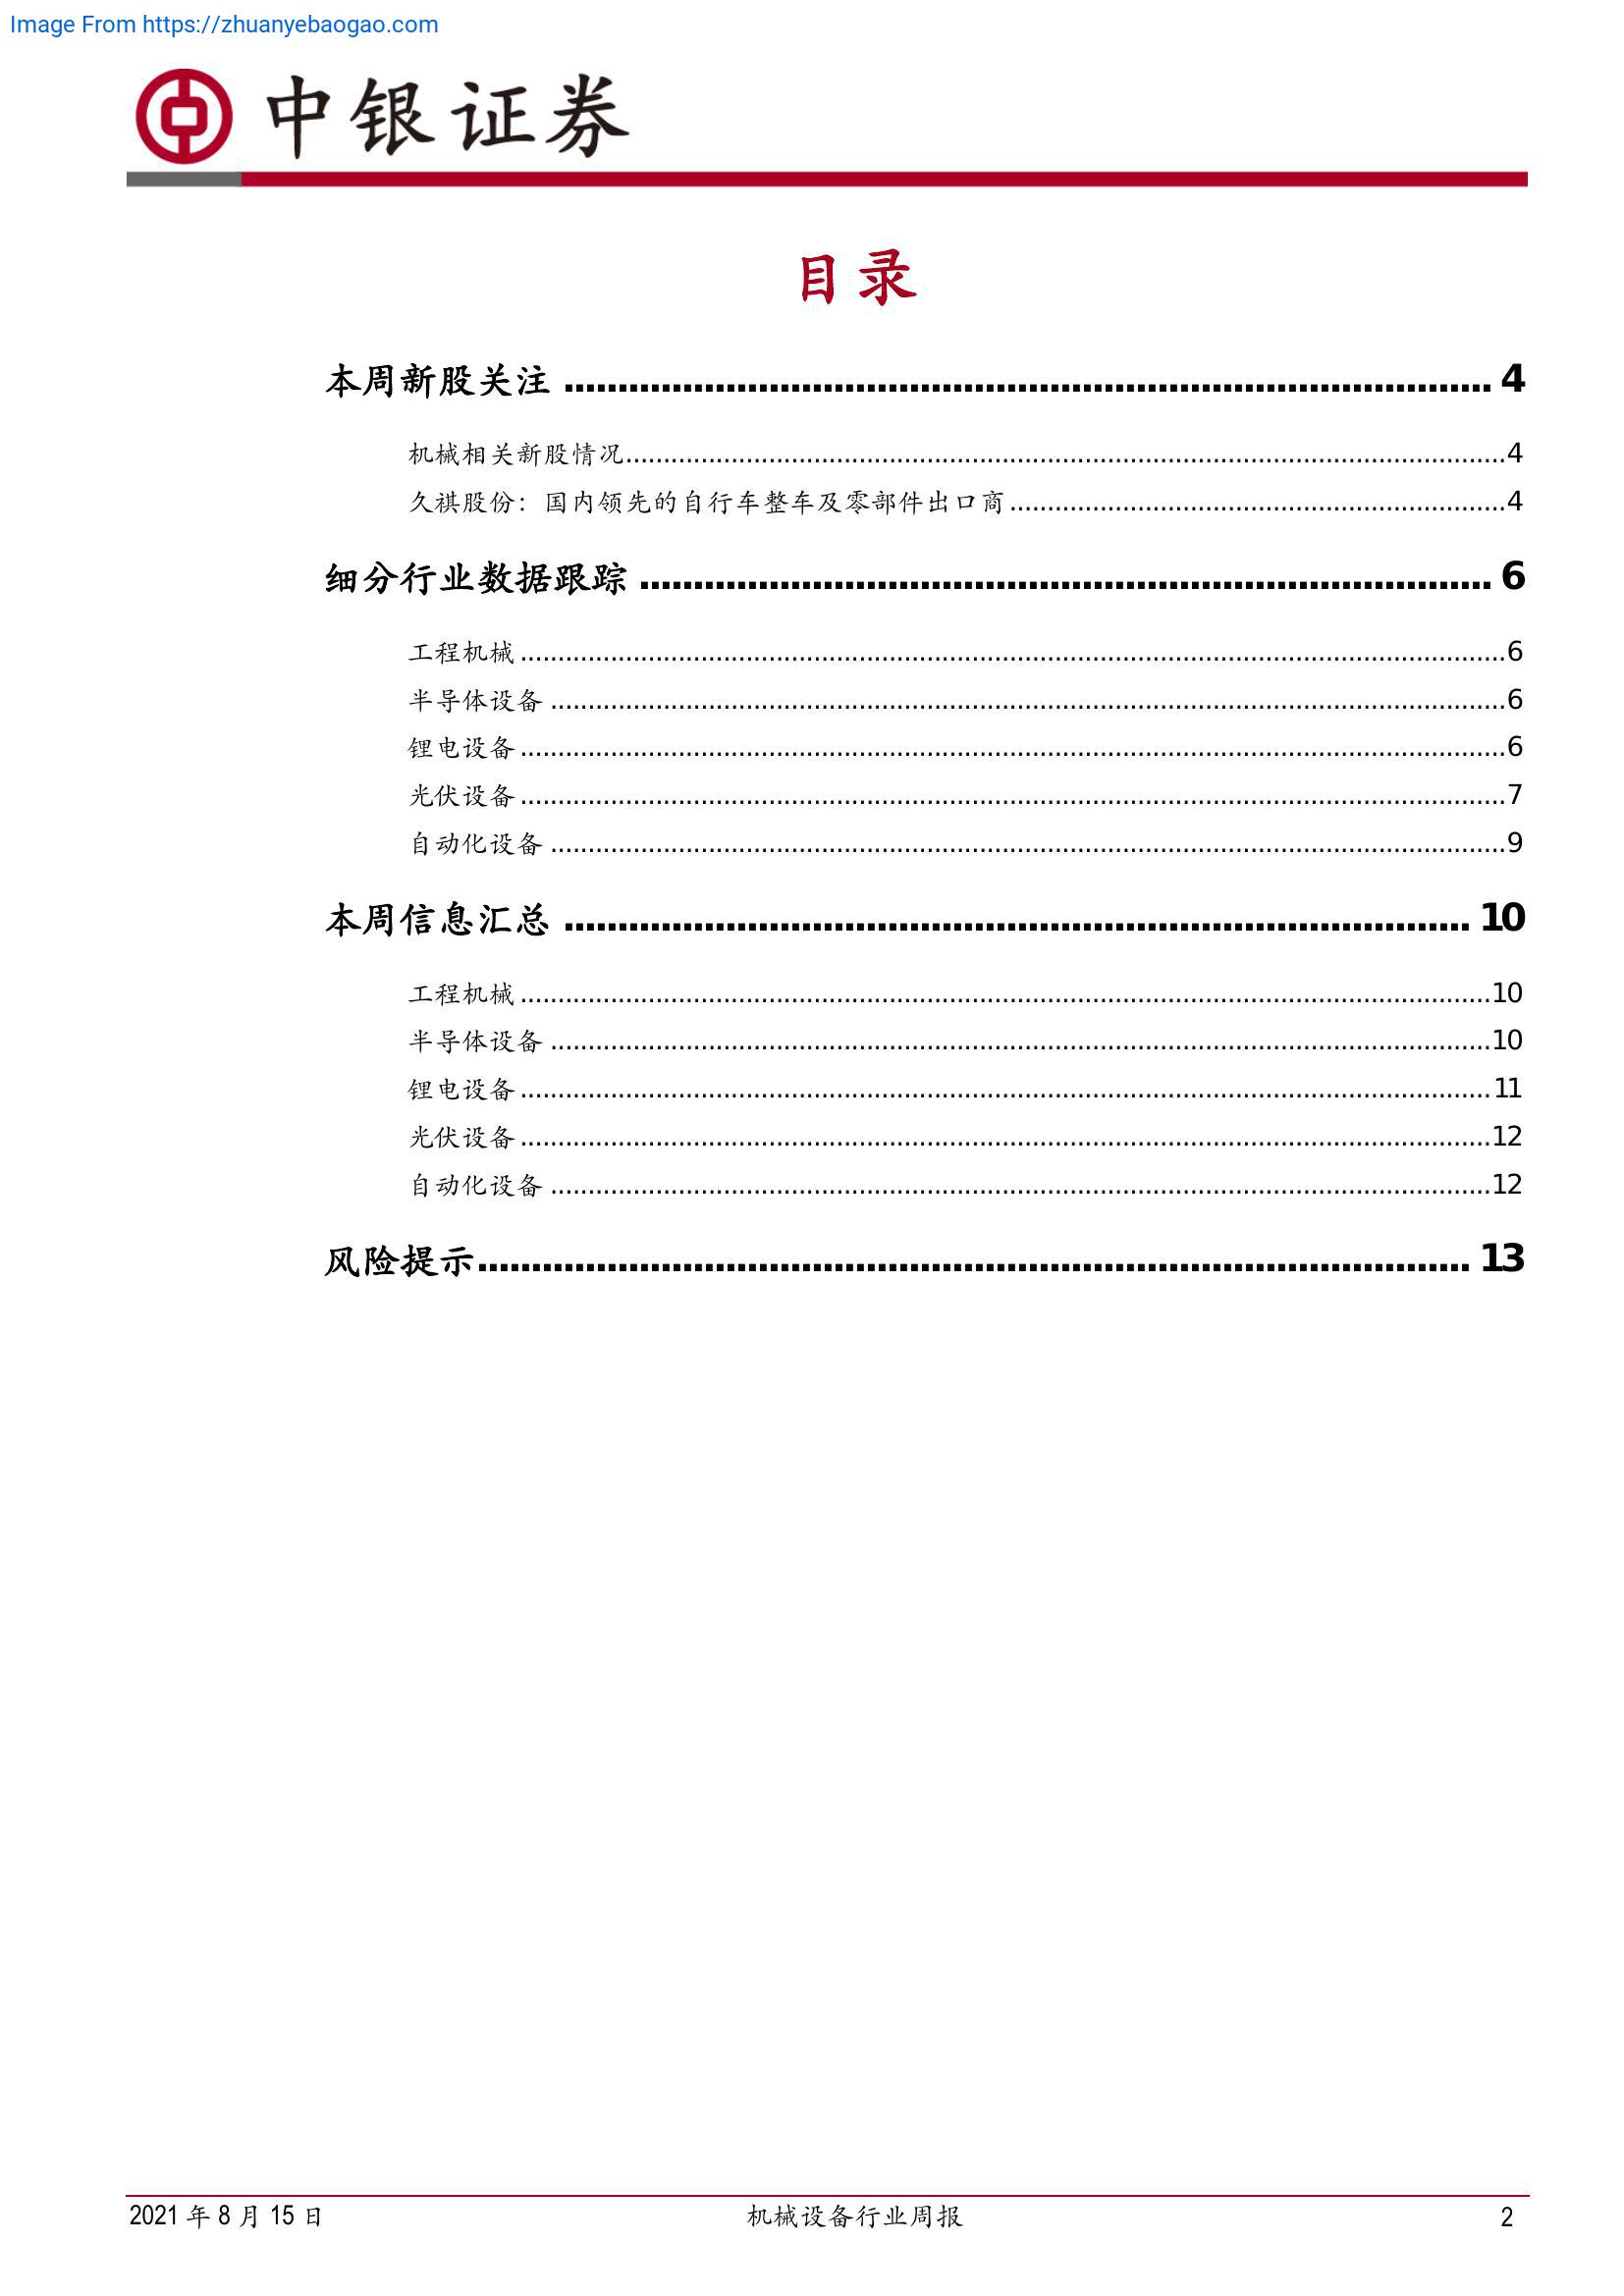 Image From https://zhuanyebaogao.com
中银证券
目录
本周新股关注 ........................................................................................ 4
机械相关新股情况........................................................................................4
久祺股份：国内领先的自行车整车及零部件出口商........................................................4
细分行业数据跟踪 ................................................................................ 6
工程机械........................................................................................6
半导体设备........................................................................................6
锂电设备........................................................................................6
光伏设备........................................................................................7
自动化设备........................................................................................9
本周信息汇总 ........................................................................................ 10
工程机械........................................................................................10
半导体设备........................................................................................10
锂电设备........................................................................................11
光伏设备........................................................................................12
自动化设备........................................................................................12
风险提示........................................................................................ 13
2021 年 8 月 15 日 机械设备行业周报 2